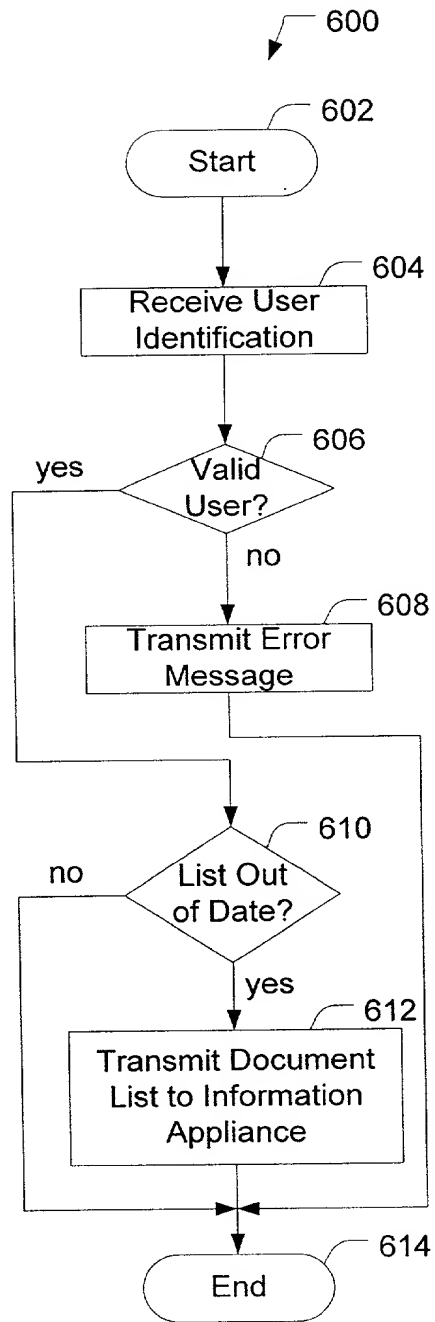 600
602
Start
604
Receive User
Identification
606
yes
Valid
User?
no
608
Transmit Error
Message
610
no
List Out
of Date?
yes
612
Transmit Document
List to Information
Appliance
614
End